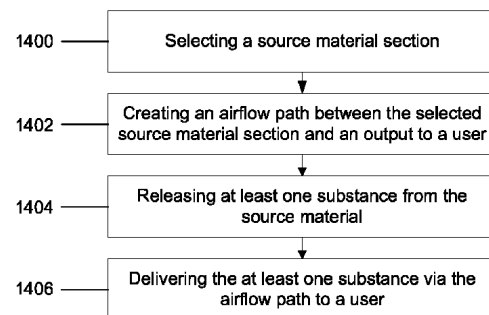 1400
Selecting a source material section
1402
Creating an airflow path between the selected
source material section and an output to a user
1404
Releasing at least one substance from the
source material
1406
Delivering the at least one substance via the
airflow path to a user